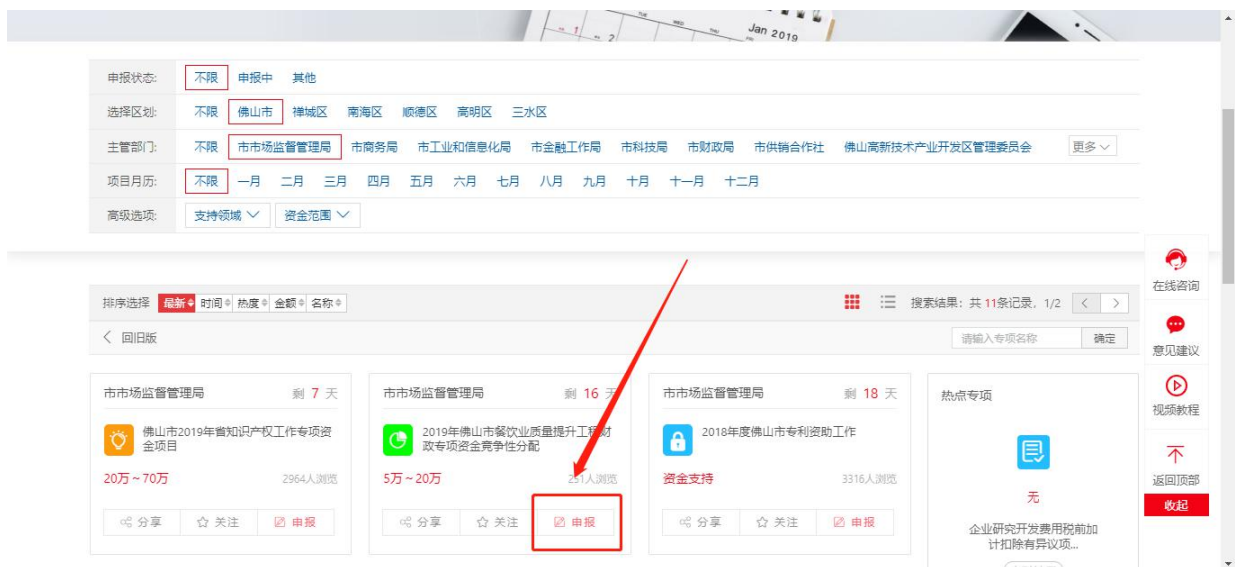 Jan 2019
申报状态: 不限 申报中 其他
选择区划: 不限 佛山市 禅城区 南海区 顺德区 高明区 三水区
主管部门: 不限 市市场监督管理局 市商务局 市工业和信息化局 市金融工作局 市科技局 市财政局 市供销合作社 佛山高新技术产业开发区管理委员会 更多
项目月历: 不限 一月 二月 三月 四月 五月 六月 七月 八月 九月 十月 十一月 十二月
高级选项: 支持领域 资金范围
在线咨询
排序选择 最新 时间 热度 金额 名称 搜索结果: 共 11条记录, 1/2
回旧版 请输入专项名称 确定
意见建议
市市场监督管理局 剩 7 天
佛山市2019年省知识产权工作专项资
金项目
20万~70万 2964人浏览
分享 关注 申报
市市场监督管理局 剩 16 天
2019年佛山市餐饮业质量提升工程财
政专项资金竞争性分配
5万~20万 251人浏览
分享 关注 申报
市市场监督管理局 剩 18 天
2018年度佛山市专利资助工作
资金支持 3316人浏览
分享 关注 申报
热点专项
无
企业研究开发费用税前加
计扣除有异议项...
视频教程
返回顶部
收起